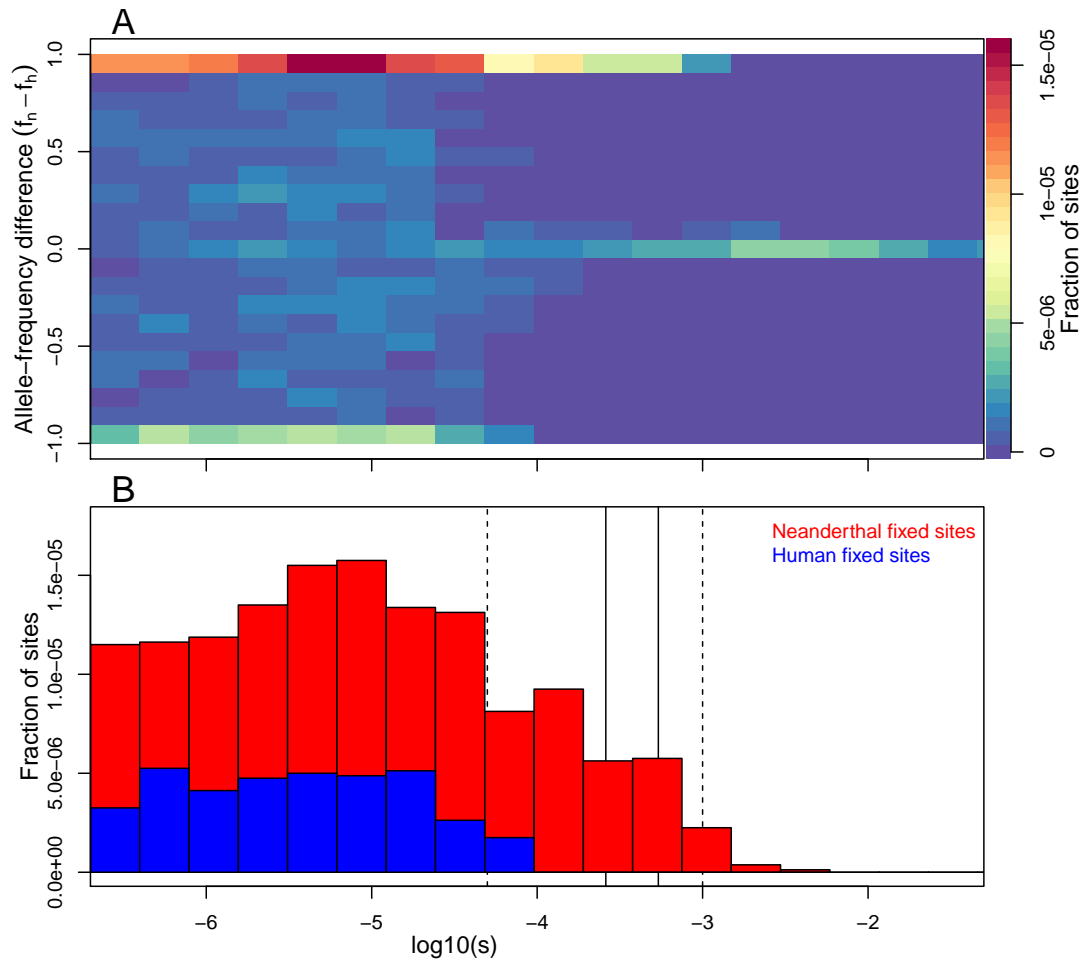 A
Allele−frequency difference (fn − fh)
1.0
0.5
0.0
−0.5
−1.0
1.5e−05
1e−05
5e−06
0
Fraction of sites
B
Neanderthal fixed sites
Human fixed sites
Fraction of sites
1.5e−05
1.0e−05
5.0e−06
0.0e+00
−6
−5
−4
−3
−2
log10(s)